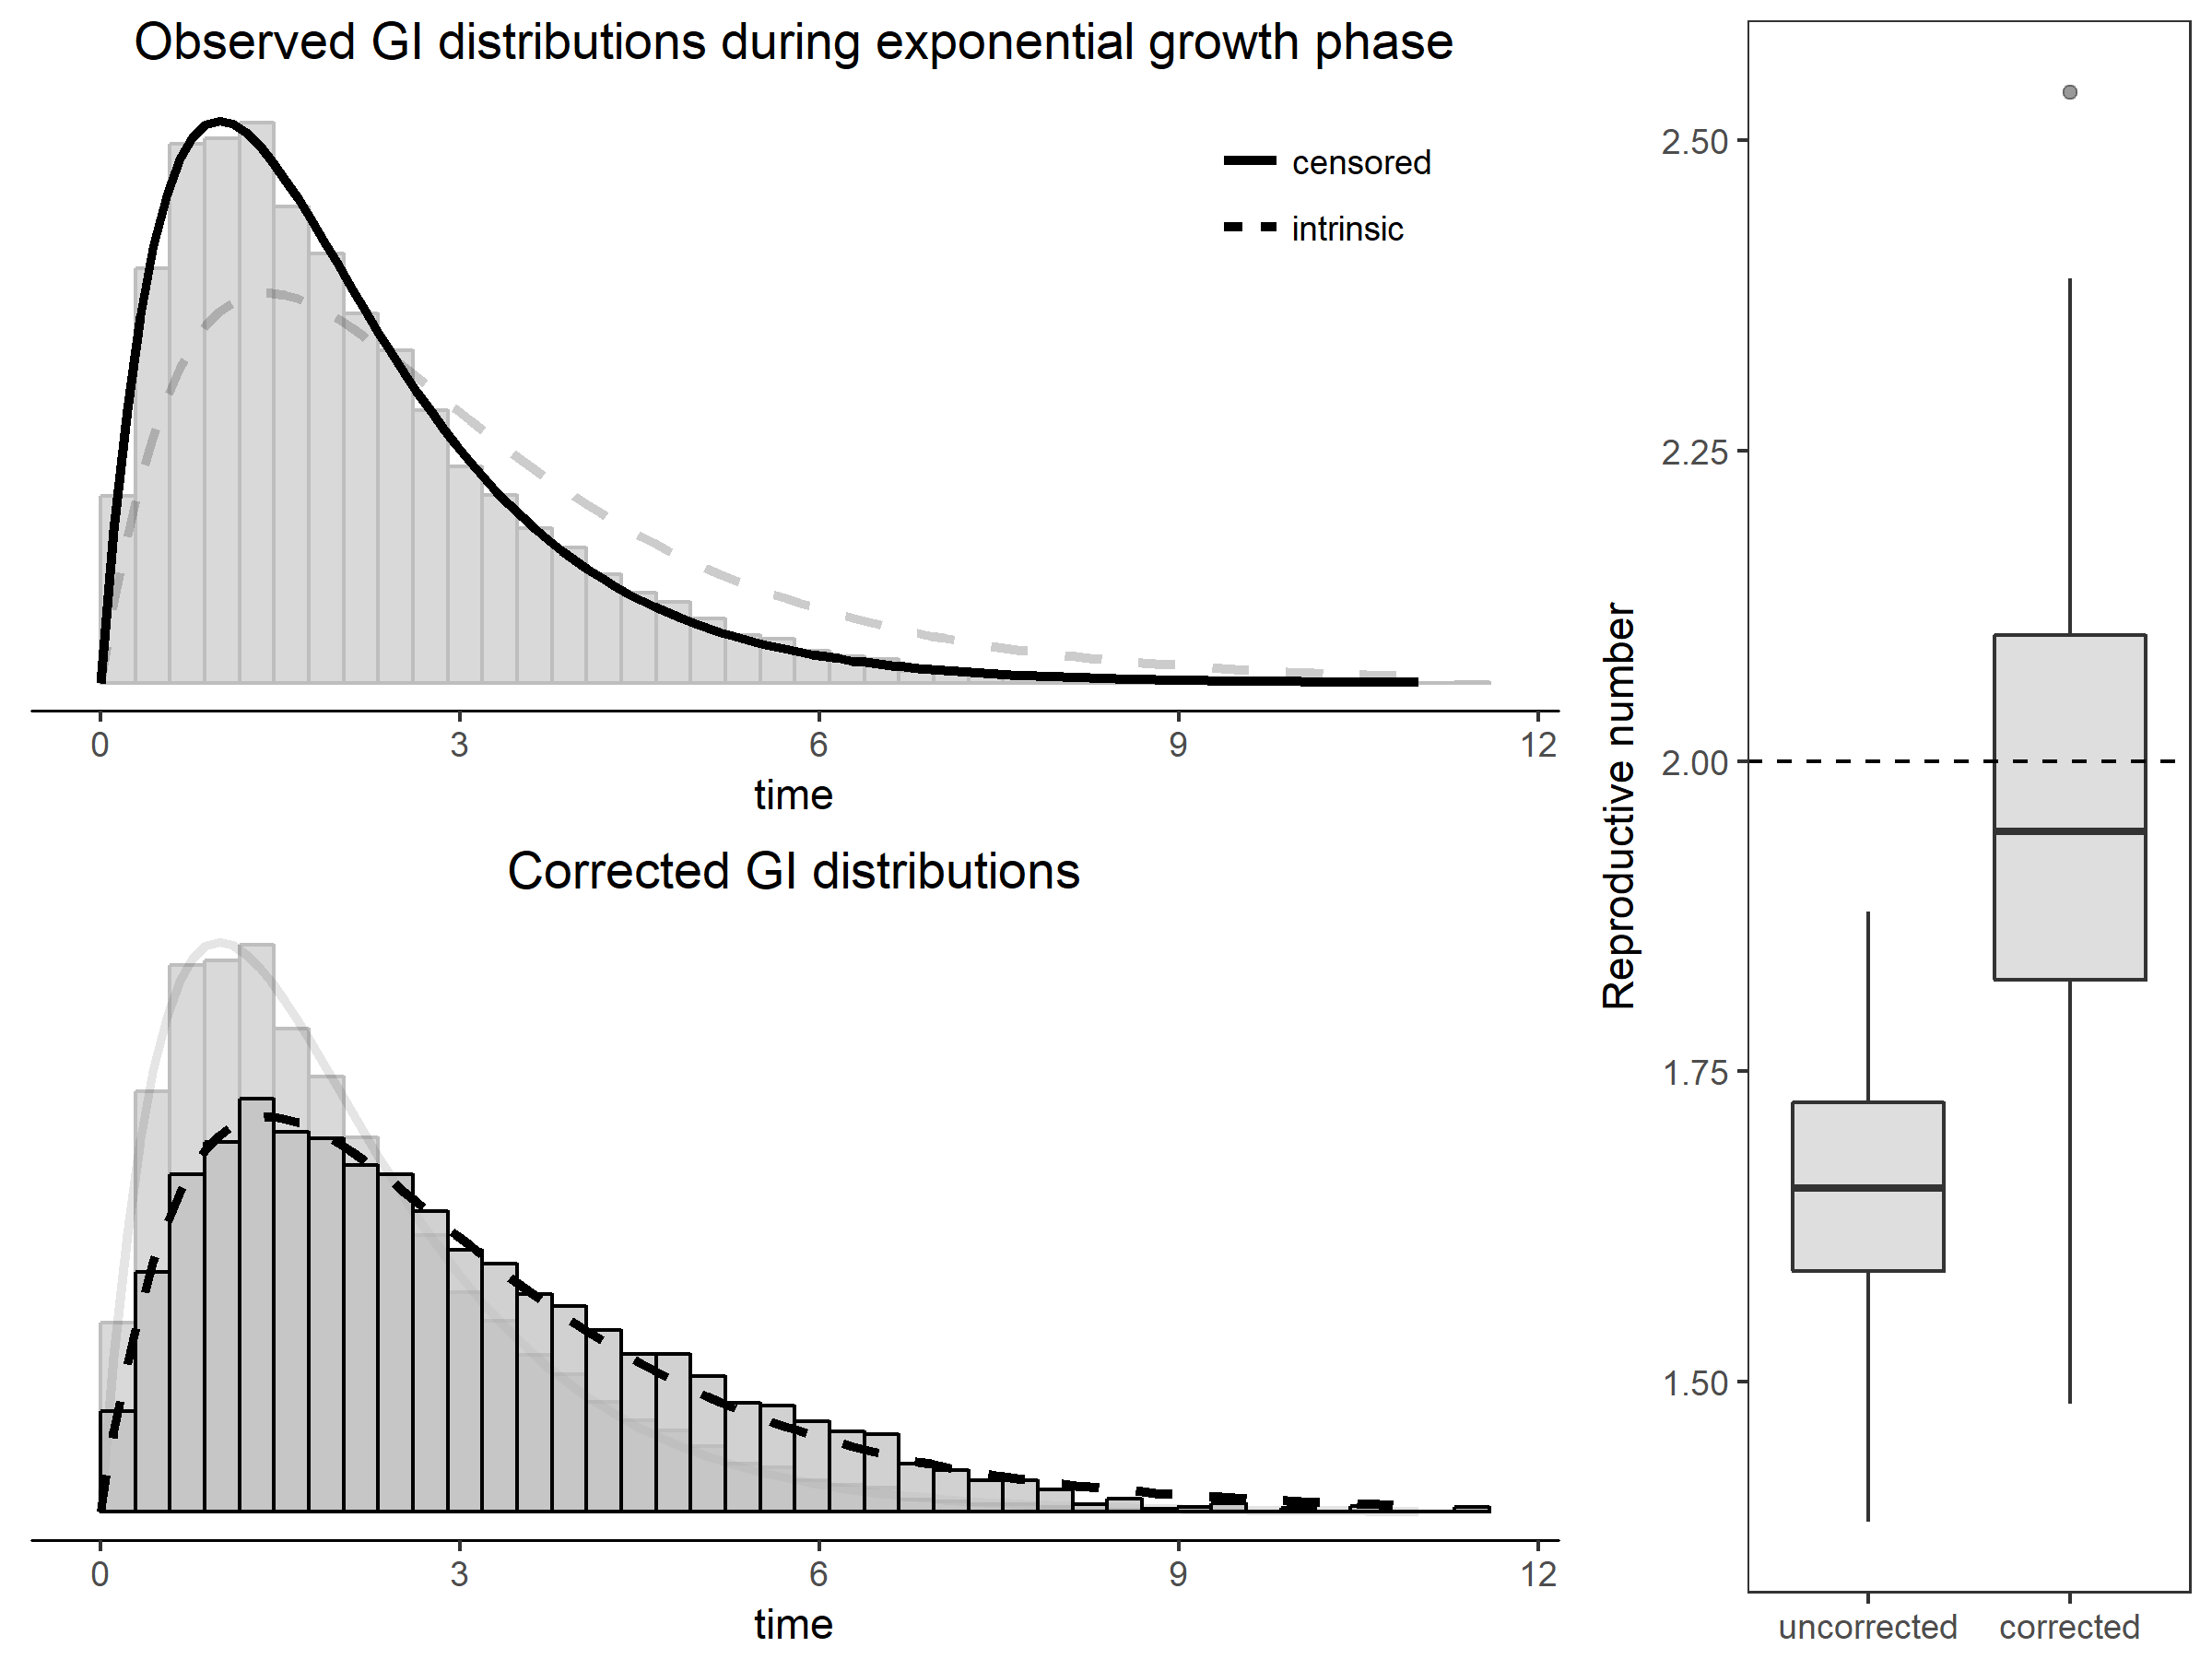 Observed GI distributions during exponential growth phase
censored
intrinsic
0 3 6 9 12
time
Corrected GI distributions
0 3 6 9 12
time
Reproductive number
2.50
2.25
2.00
1.75
1.50
uncorrected corrected